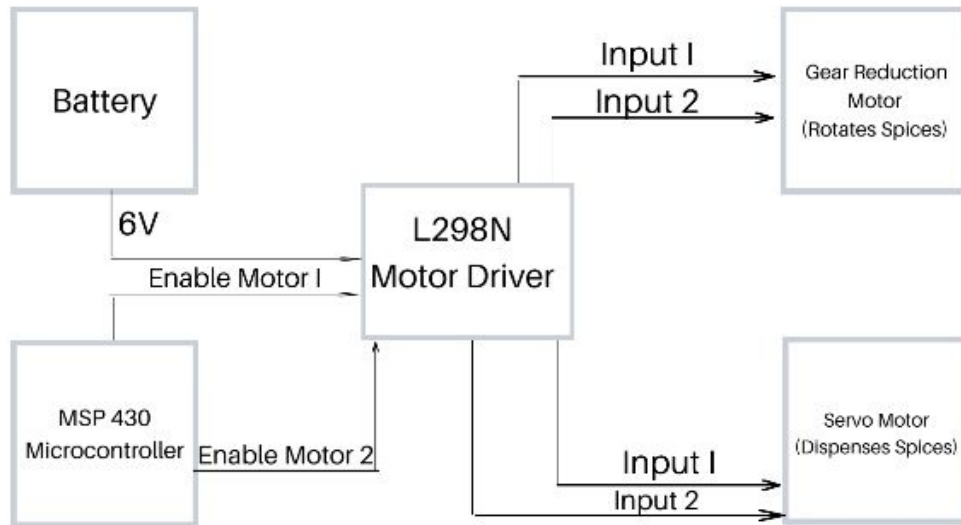 Battery
6V
Enable Motor I
MSP 430
Microcontroller
Enable Motor 2
L298N
Motor Driver
Input I
Input 2
Gear Reduction
Motor
(Rotates Spices)
Input I
Input 2
Servo Motor
(Dispenses Spices)